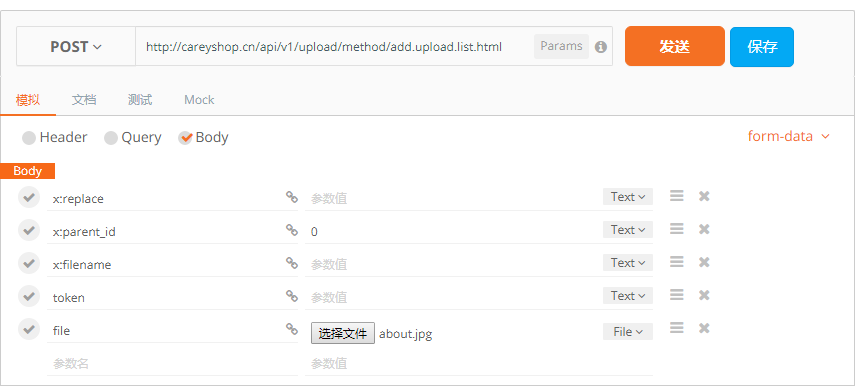 POST http://careyshop.cn/api/v1/upload/method/add.upload.list.html Params 发送 保存
模拟 文档 测试 Mock
Header Query Body form-data
Body
x:replace 参数值 Text
x:parent_id 0 Text
x:filename 参数值 Text
token 参数值 Text
file 选择文件 about.jpg File
参数名 参数值